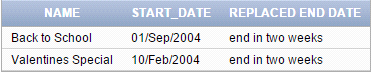 NAME START_DATE REPLACED END DATE
Back to School 01/Sep/2004 end in two weeks
Valentines Special 10/Feb/2004 end in two weeks